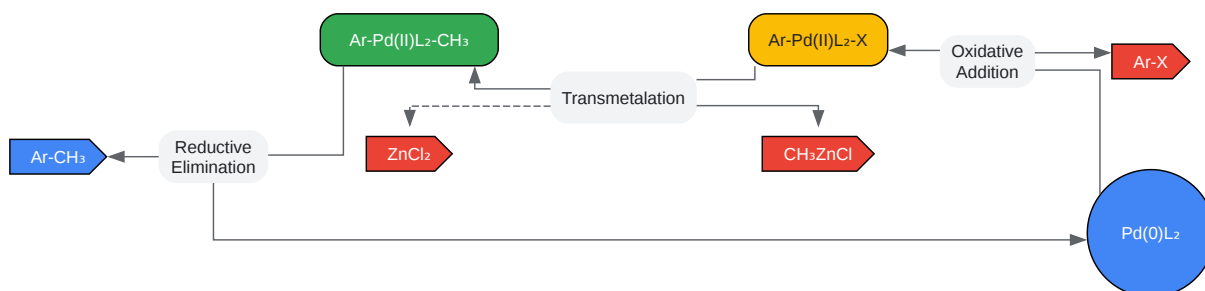 Ar-Pd(II)L₂-CH₃
Ar-Pd(II)L₂-X
Oxidative
Addition
Ar-X
Transmetalation
Reductive
Elimination
Ar-CH₃
ZnCl₂
CH₃ZnCl
Pd(0)L₂